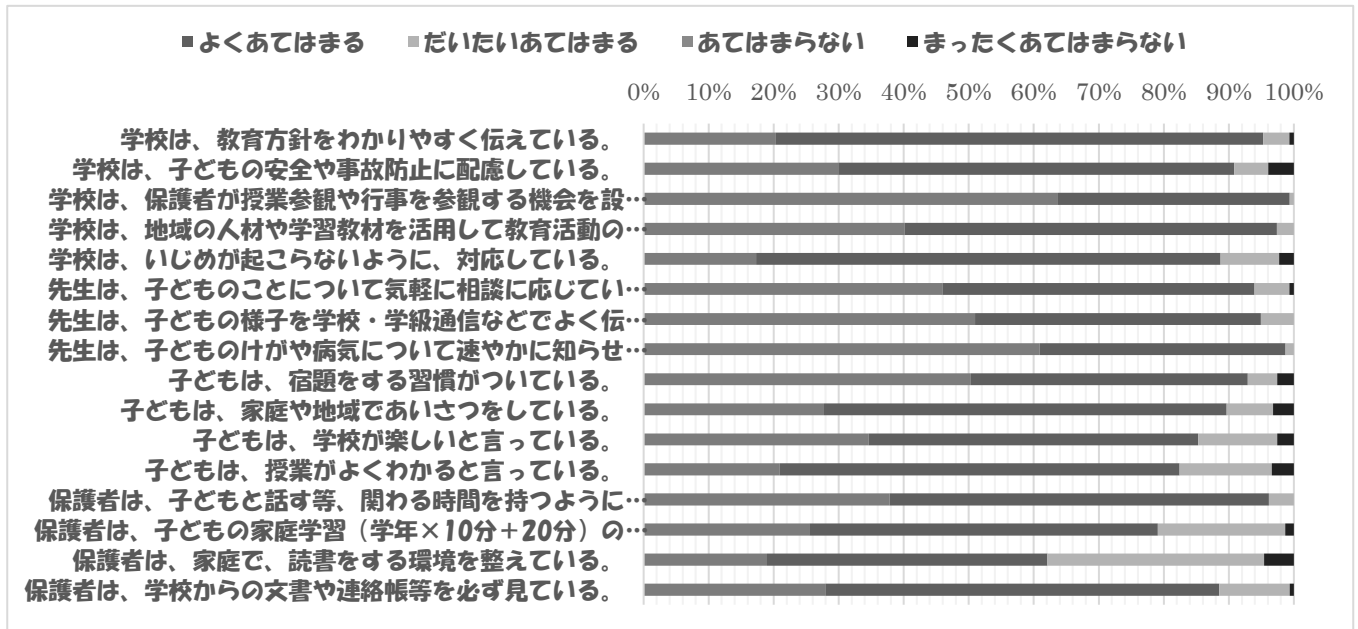 ■よくあてはまる ■だいたいあてはまる ■あてはまらない ■まったくあてはまらない
0% 10% 20% 30% 40% 50% 60% 70% 80% 90% 100%
学校は、教育方針をわかりやすく伝えている。
学校は、子どもの安全や事故防止に配慮している。
学校は、保護者が授業参観や行事を参観する機会を設…
学校は、地域の人材や学習教材を活用して教育活動の…
学校は、いじめが起こらないように、対応している。
先生は、子どものことについて気軽に相談に応じてい…
先生は、子どもの様子を学校・学級通信などでよく伝…
先生は、子どものけがや病気について速やかに知らせ…
子どもは、宿題をする習慣がついている。
子どもは、家庭や地域であいさつをしている。
子どもは、学校が楽しいと言っている。
子どもは、授業がよくわかると言っている。
保護者は、子どもと話す等、関わる時間を持つように…
保護者は、子どもの家庭学習（学年×10分＋20分）の…
保護者は、家庭で、読書をする環境を整えている。
保護者は、学校からの文書や連絡帳等を必ず見ている。